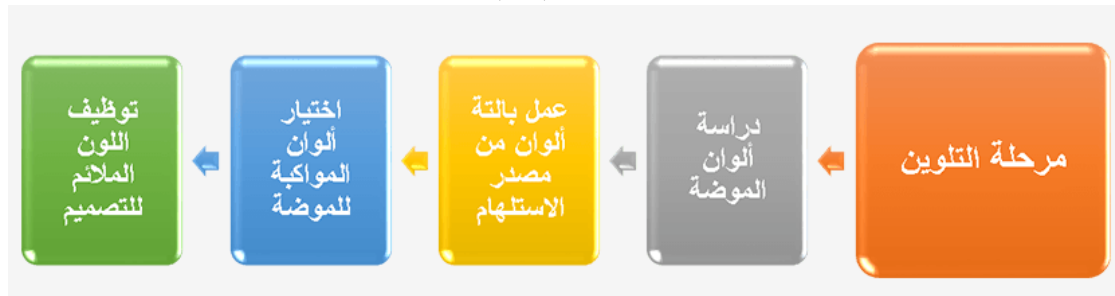 مرحلة التلوين
دراسة
ألوان
الموضة
عمل بالتة
ألوان من
مصدر
الاستلهام
اختيار
ألوان
المواكبة
للموضة
توظيف
اللون
الملائم
للتصميم